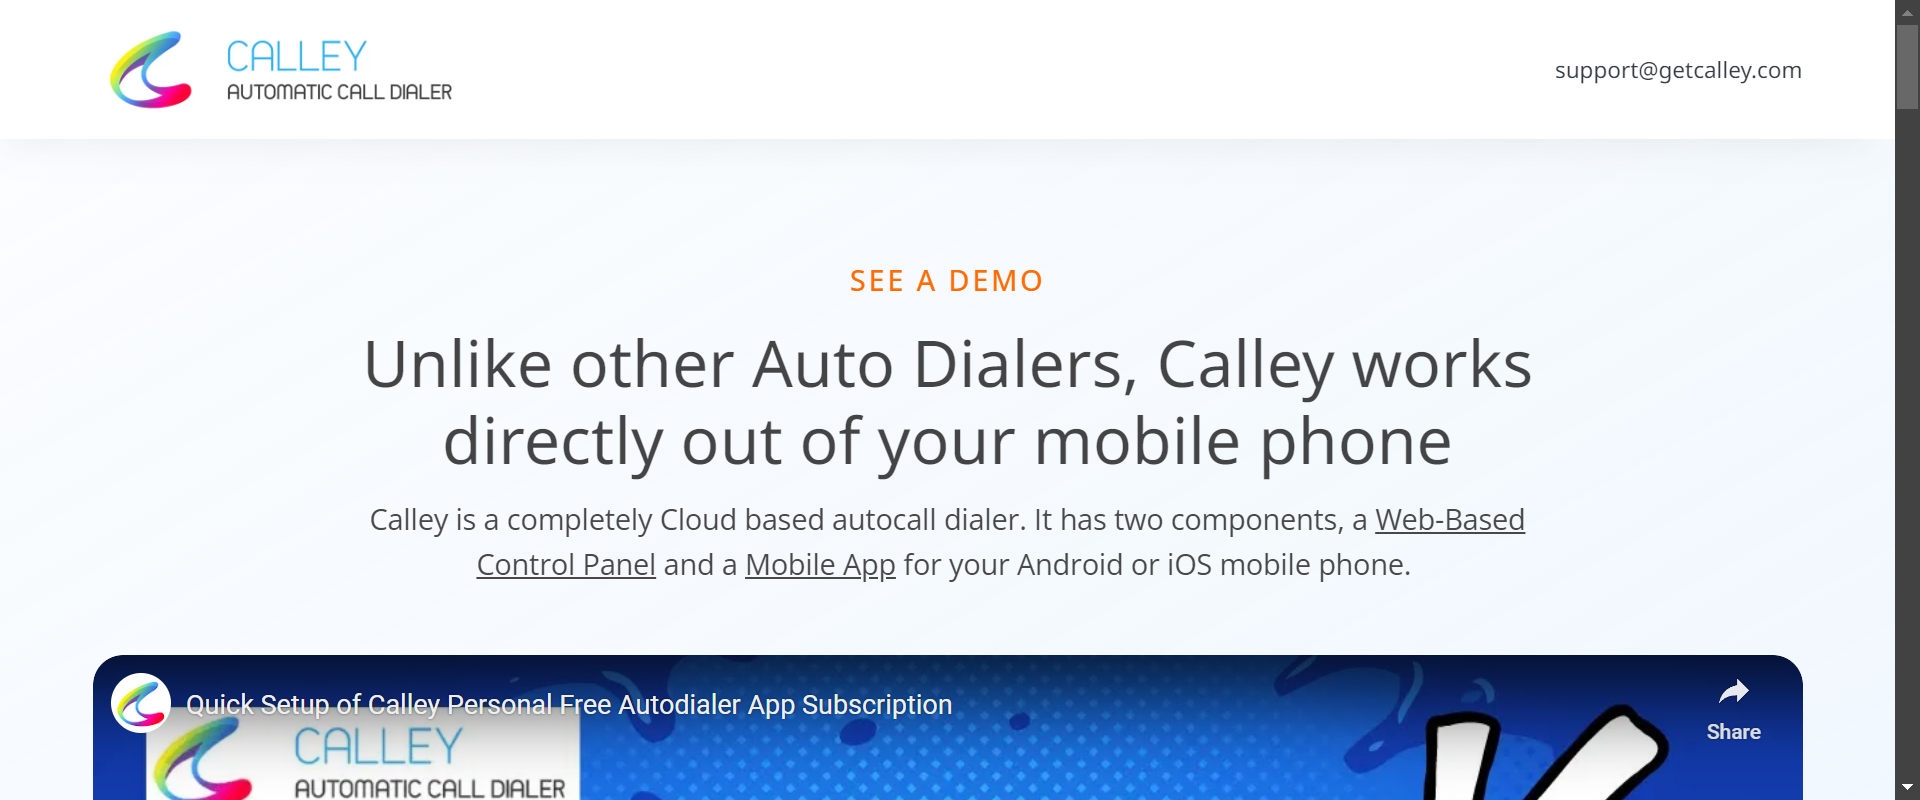 CALLEY
AUTOMATIC CALL DIALER
support@getcalley.com
SEE A DEMO
Unlike other Auto Dialers, Calley works
directly out of your mobile phone
Calley is a completely Cloud based autocall dialer. It has two components, a Web-Based
Control Panel and a Mobile App for your Android or iOS mobile phone.
Quick Setup of Calley Personal Free Autodialer App Subscription
Share
CALLEY
AUTOMATIC CALL DIALER